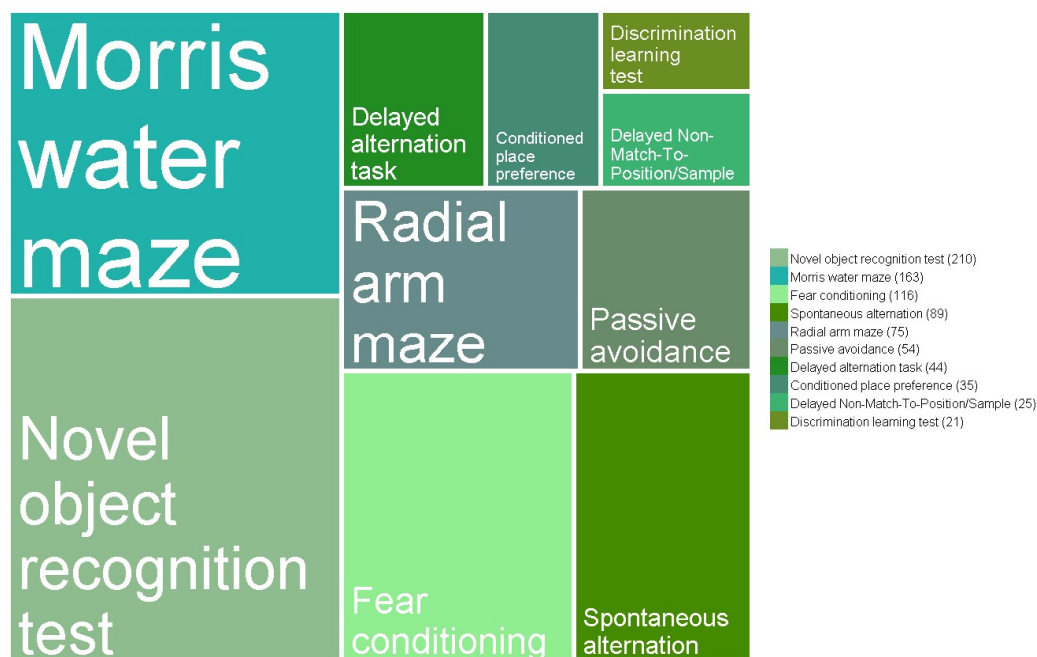 Morris
water
maze
Delayed
alternation
task
Conditioned
place
preference
Discrimination
learning
test
Delayed Non-
Match-To-
Position/Sample
Radial
arm
maze
Passive
avoidance
Novel
object
recognition
test
Fear
conditioning
Spontaneous
alternation
Novel object recognition test (210)
Morris water maze (163)
Fear conditioning (116)
Spontaneous alternation (89)
Radial arm maze (75)
Passive avoidance (54)
Delayed alternation task (44)
Conditioned place preference (35)
Delayed Non-Match-To-Position/Sample (25)
Discrimination learning test (21)